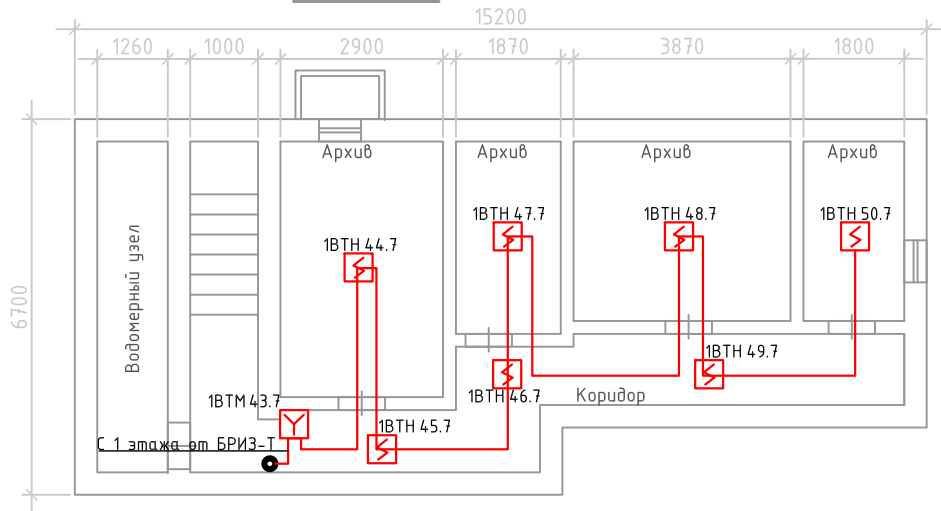 15200
1260
1000
2900
1870
3870
1800
6700
Архив
Архив
Архив
Архив
1ВТН 44.7
1ВТН 47.7
1ВТН 48.7
1ВТН 50.7
Водомерный узел
1ВТМ 43.7
1ВТН 45.7
1ВТН 46.7
1ВТН 49.7
Коридор
С 1 этажа от БРИЗ-Т